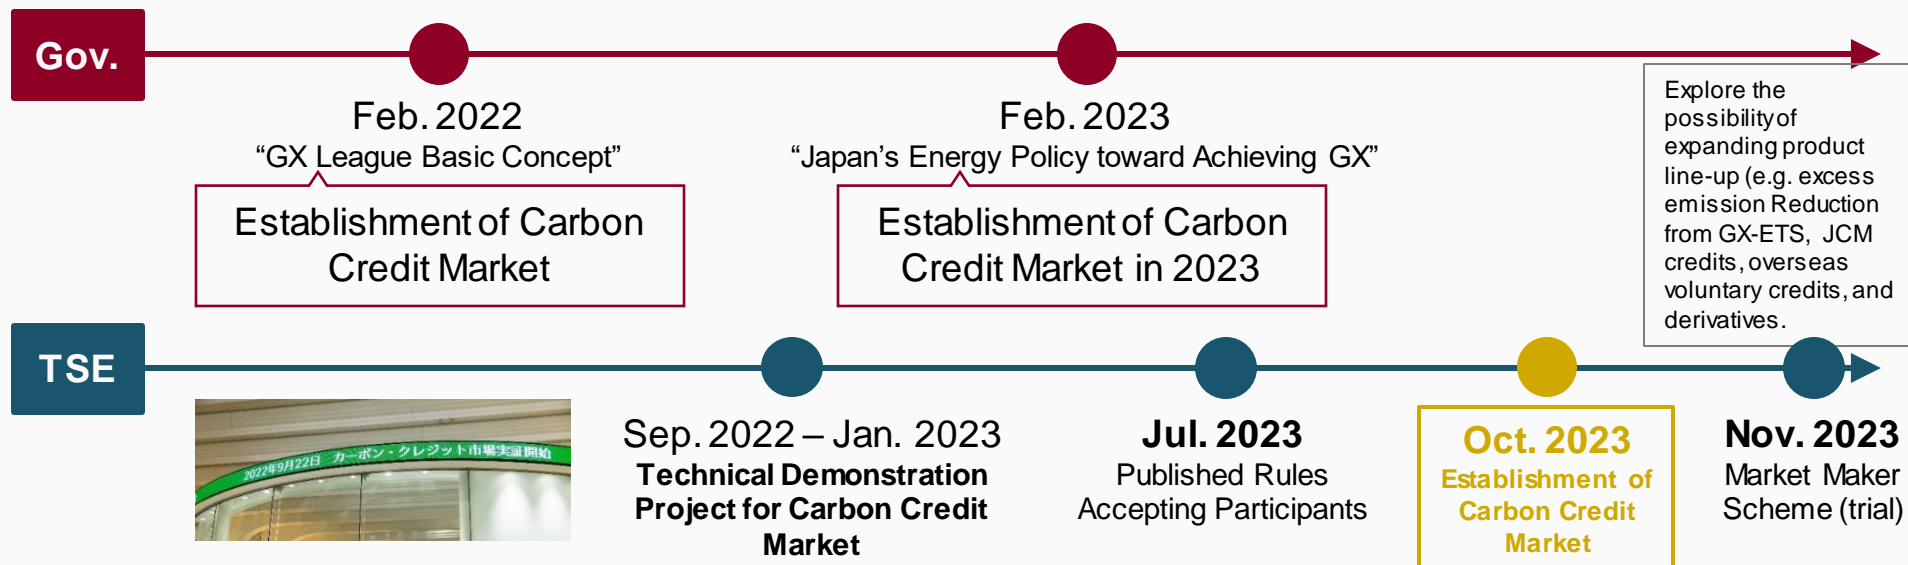 Gov.
Feb. 2022
“GX League Basic Concept”
Establishment of Carbon
Credit Market
Feb. 2023
“Japan’s Energy Policy toward Achieving GX”
Establishment of Carbon
Credit Market in 2023
Explore the
possibility of
expanding product
line-up (e.g. excess
emission Reduction
from GX-ETS, JCM
credits, overseas
voluntary credits, and
derivatives.
TSE
2022年9月22日 カーボン・クレジット市場実証開始
Sep. 2022 – Jan. 2023
Technical Demonstration
Project for Carbon Credit
Market
Jul. 2023
Published Rules
Accepting Participants
Oct. 2023
Establishment of
Carbon Credit
Market
Nov. 2023
Market Maker
Scheme (trial)